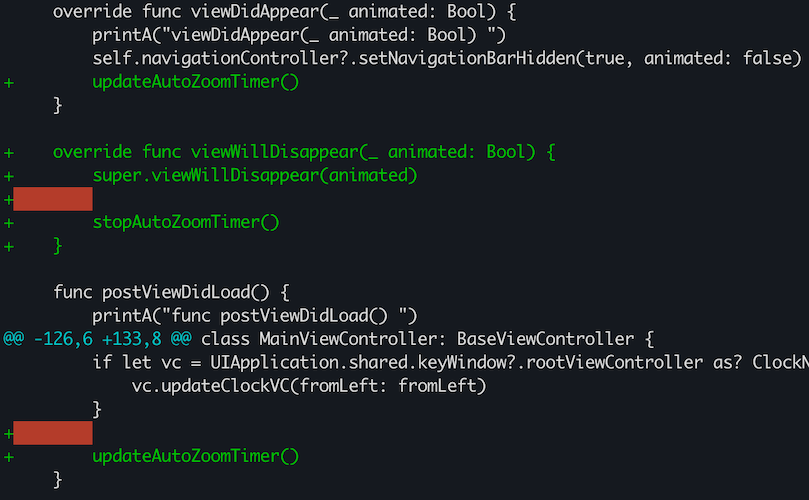 override func viewDidAppear(_ animated: Bool) {
        printA("viewDidAppear(_ animated: Bool) ")
        self.navigationController?.setNavigationBarHidden(true, animated: false)
+        updateAutoZoomTimer()
    }
+    override func viewWillDisappear(_ animated: Bool) {
+        super.viewWillDisappear(animated)
+
+        stopAutoZoomTimer()
+    }
    func postViewDidLoad() {
        printA("func postViewDidLoad() ")
@@ -126,6 +133,8 @@ class MainViewController: BaseViewController {
        if let vc = UIApplication.shared.keyWindow?.rootViewController as? ClockN
            vc.updateClockVC(fromLeft: fromLeft)
        }
+
+        updateAutoZoomTimer()
    }